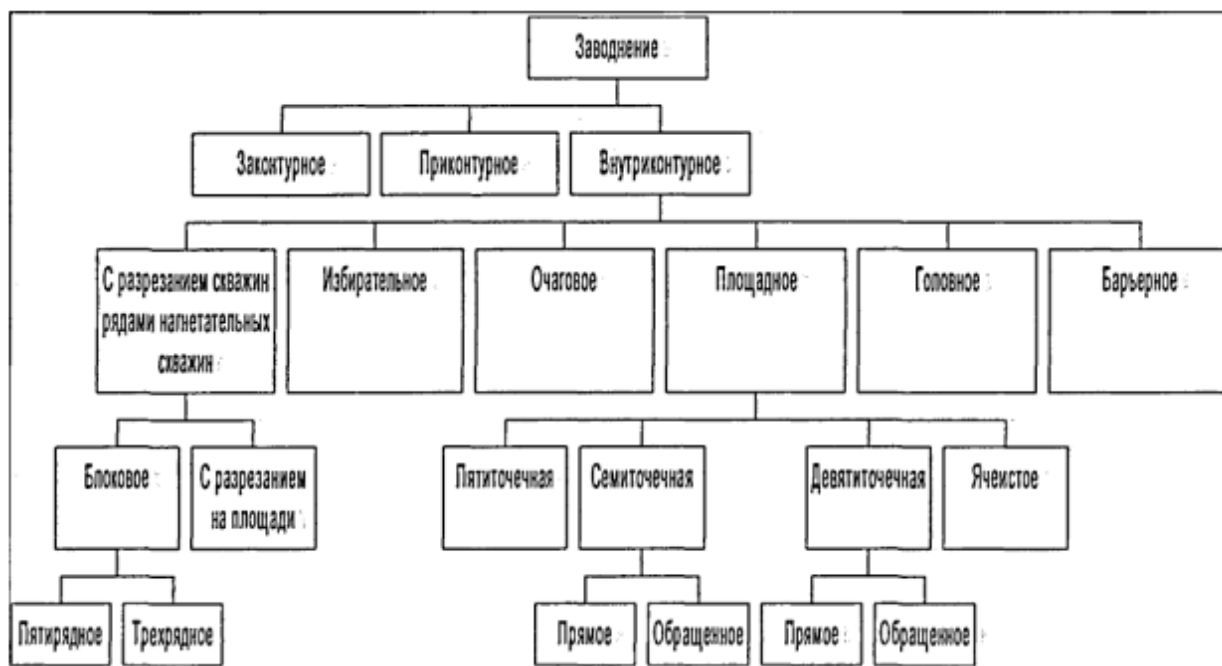 Заводнение
Законтурное
Приконтурное
Внутриконтурное
С разрезанием скважин
рядами нагнетательных
скважин
Избирательное
Очаговое
Площадное
Головное
Барьерное
Блоковое
С разрезанием
на площади
Пятиточечная
Семиточечная
Девятиточечная
Ячеистое
Пятирядное
Трехрядное
Прямое
Обращенное
Прямое
Обращенное